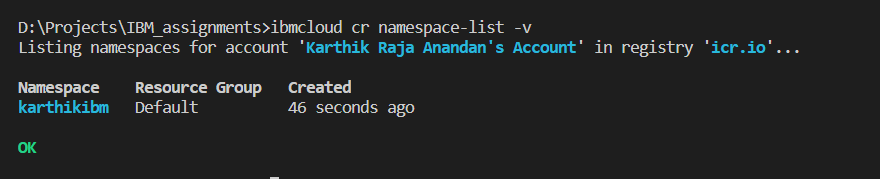 D:\Projects\IBM_assignments>ibmcloud cr namespace-list -v
Listing namespaces for account 'Karthik Raja Anandan's Account' in registry 'icr.io'...
Namespace   Resource Group   Created
karthikibm   Default   46 seconds ago
OK